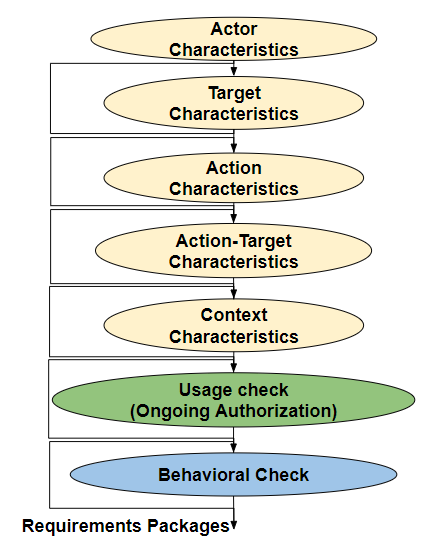 Actor
Characteristics
Target
Characteristics
Action
Characteristics
Action-Target
Characteristics
Context
Characteristics
Usage check
(Ongoing Authorization)
Behavioral Check
Requirements Packages